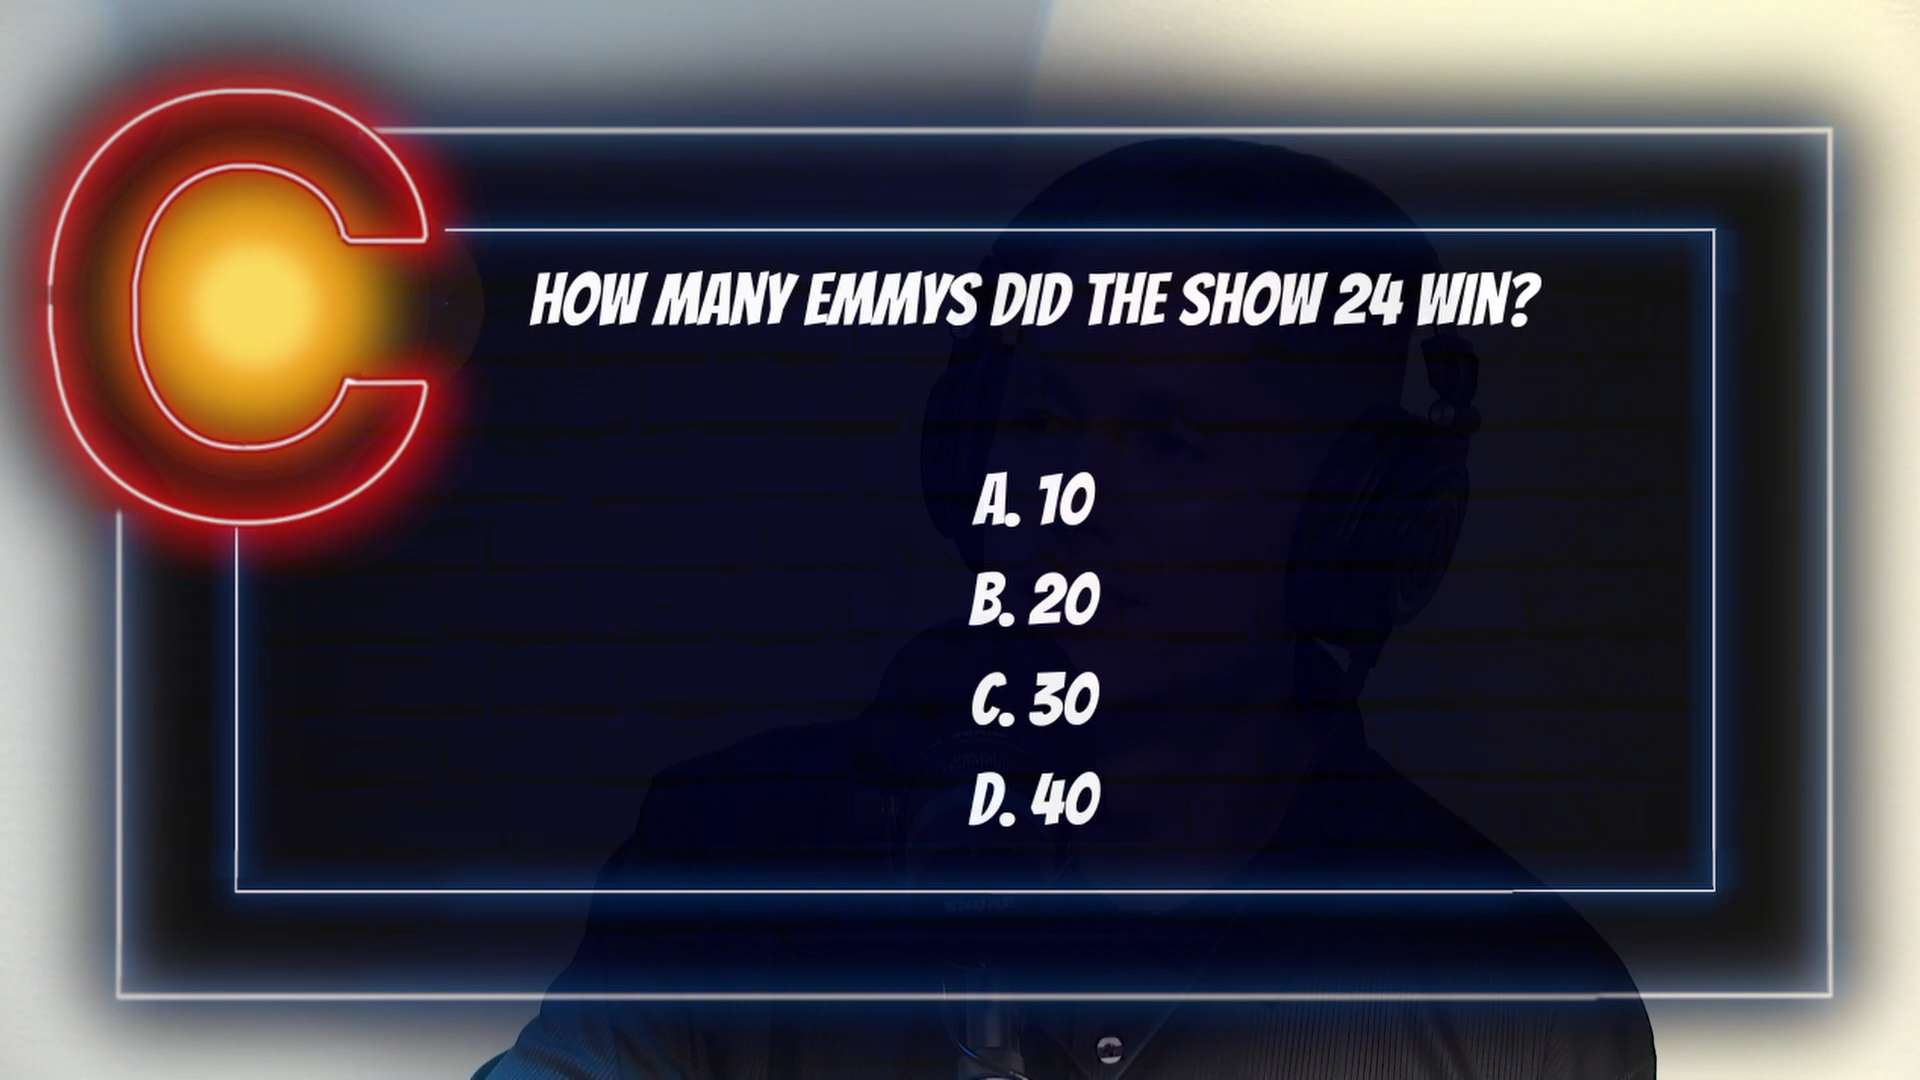 C
HOW MANY EMMYS DID THE SHOW 24 WIN?
A. 10
B. 20
C. 30
D. 40